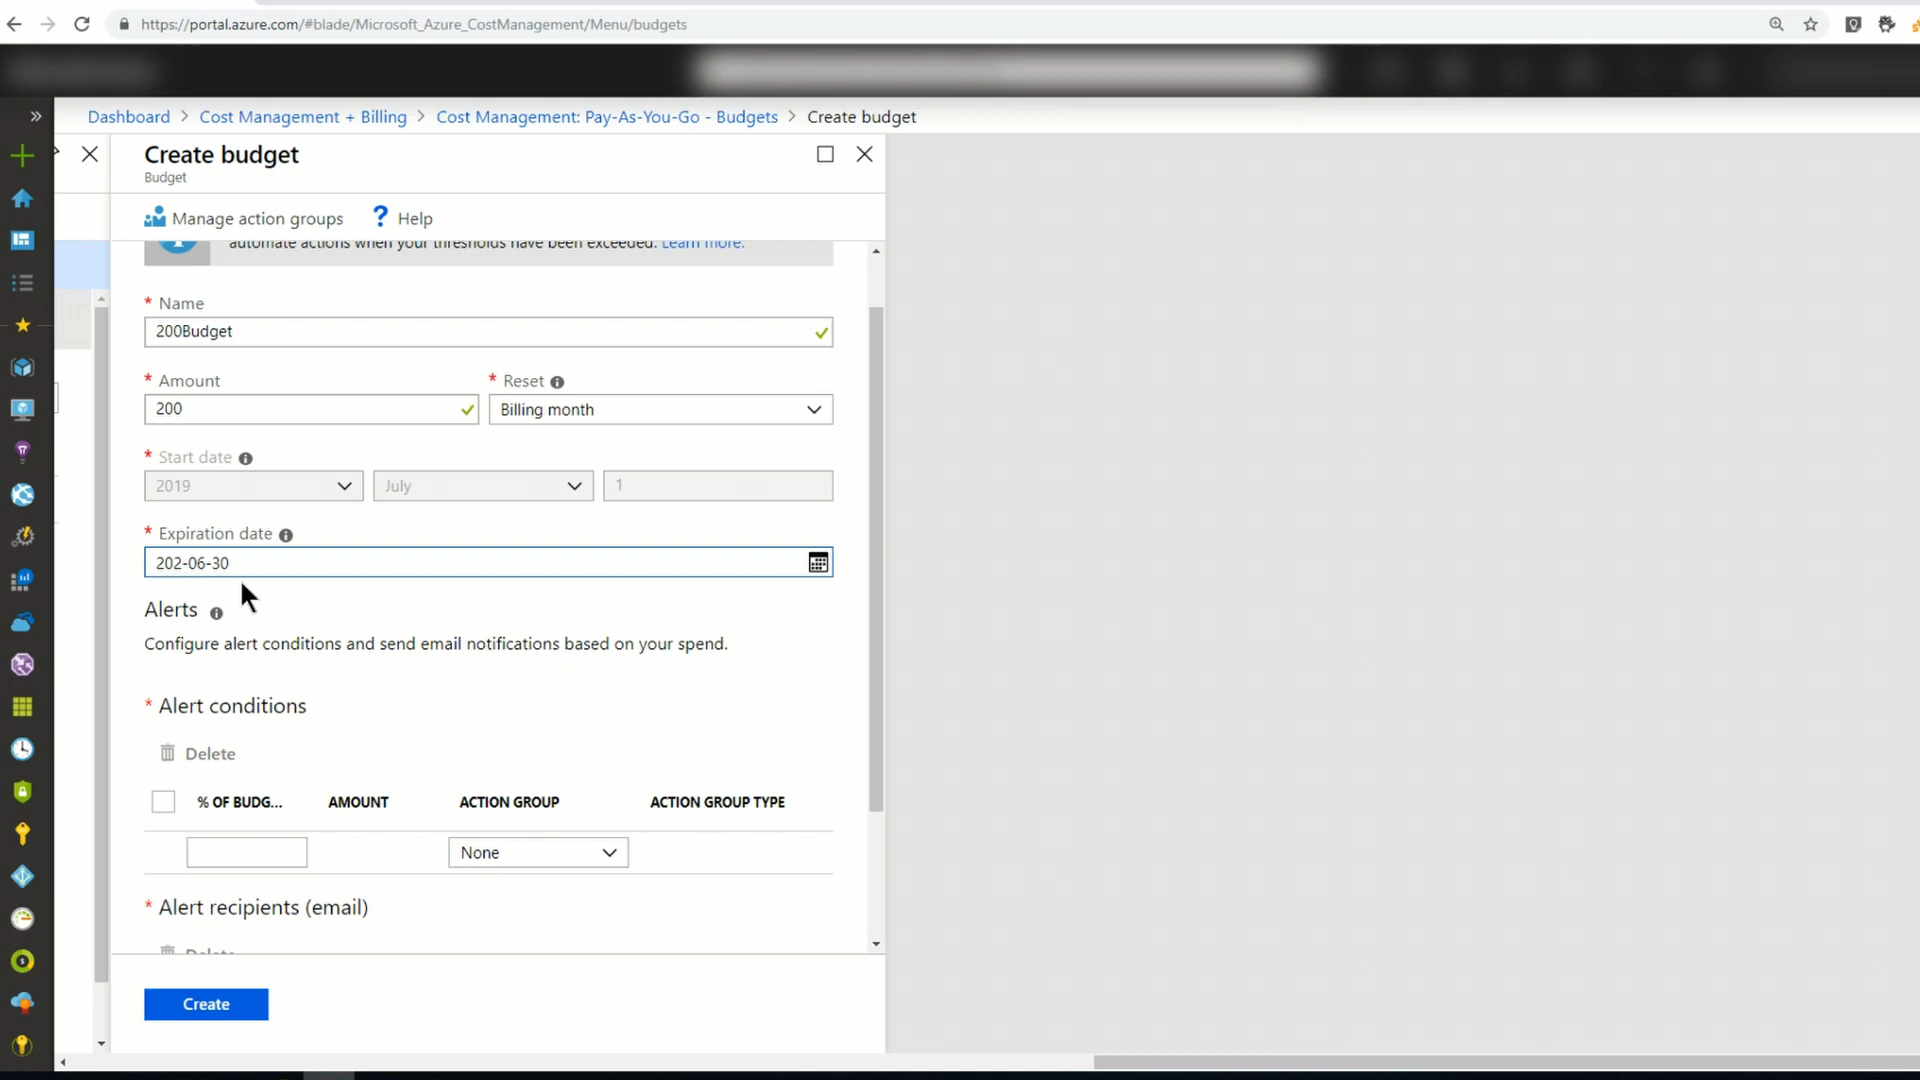 https://portal.azure.com/#blade/Microsoft_Azure_CostManagement/Menu/budgets
Dashboard > Cost Management + Billing > Cost Management: Pay-As-You-Go - Budgets > Create budget
Create budget
Budget
Manage action groups ? Help
automate actions when your thresholds have been exceeded. Learn more.
* Name
200Budget
* Amount * Reset
200 Billing month
* Start date
2019 July 1
* Expiration date
202-06-30
Alerts
Configure alert conditions and send email notifications based on your spend.
* Alert conditions
Delete
% OF BUDG... AMOUNT ACTION GROUP ACTION GROUP TYPE
None
* Alert recipients (email)
Delete
Create